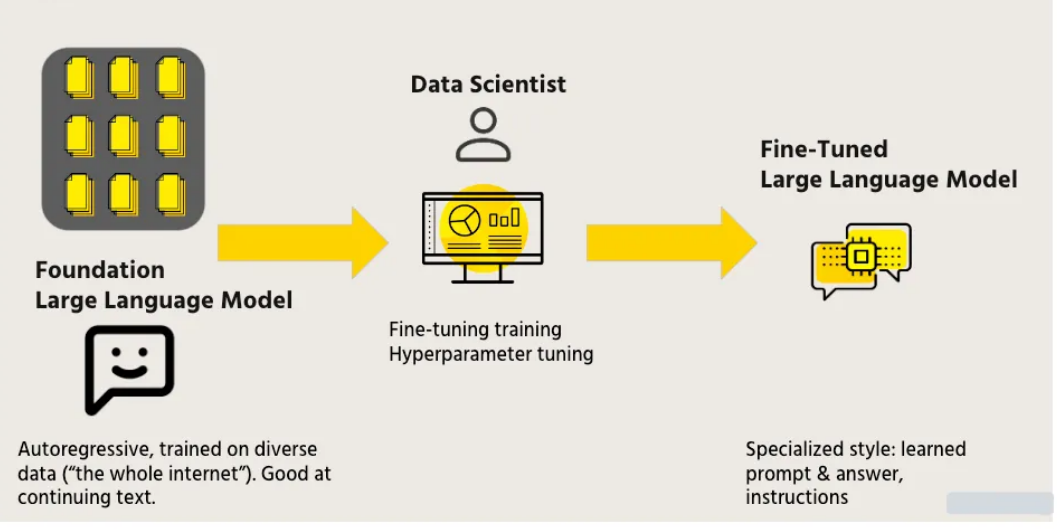 Data Scientist
Fine-Tuned
Large Language Model
Foundation
Large Language Model
Fine-tuning training
Hyperparameter tuning
Autoregressive, trained on diverse
data (“the whole internet”). Good at
continuing text.
Specialized style: learned
prompt & answer,
instructions